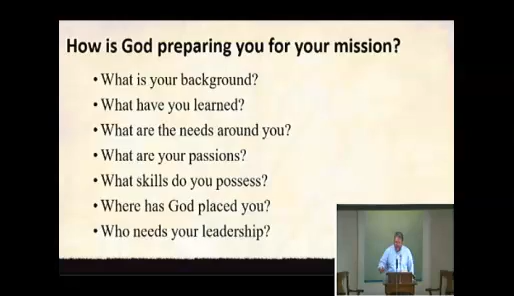 How is God preparing you for your mission?
• What is your background?
• What have you learned?
• What are the needs around you?
• What are your passions?
• What skills do you possess?
• Where has God placed you?
• Who needs your leadership?